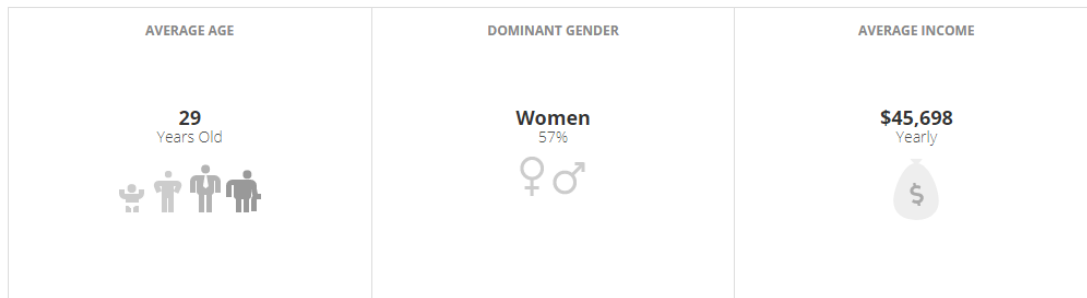 AVERAGE AGE
29
Years Old
DOMINANT GENDER
Women
57%
AVERAGE INCOME
$45,698
Yearly
$